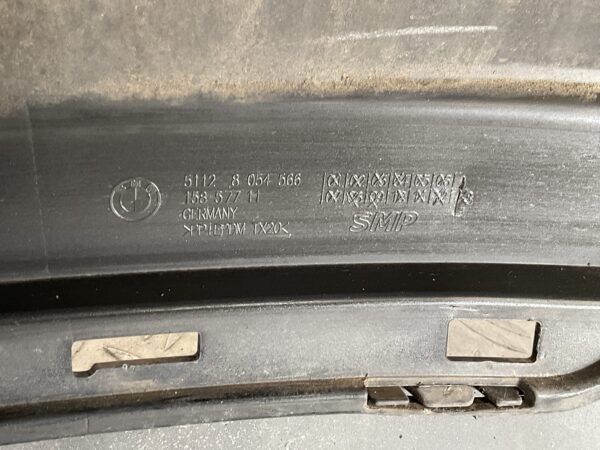 5112 8 054 566
158 577 11
GERMANY
>PP+EPDM TX20<
SMP